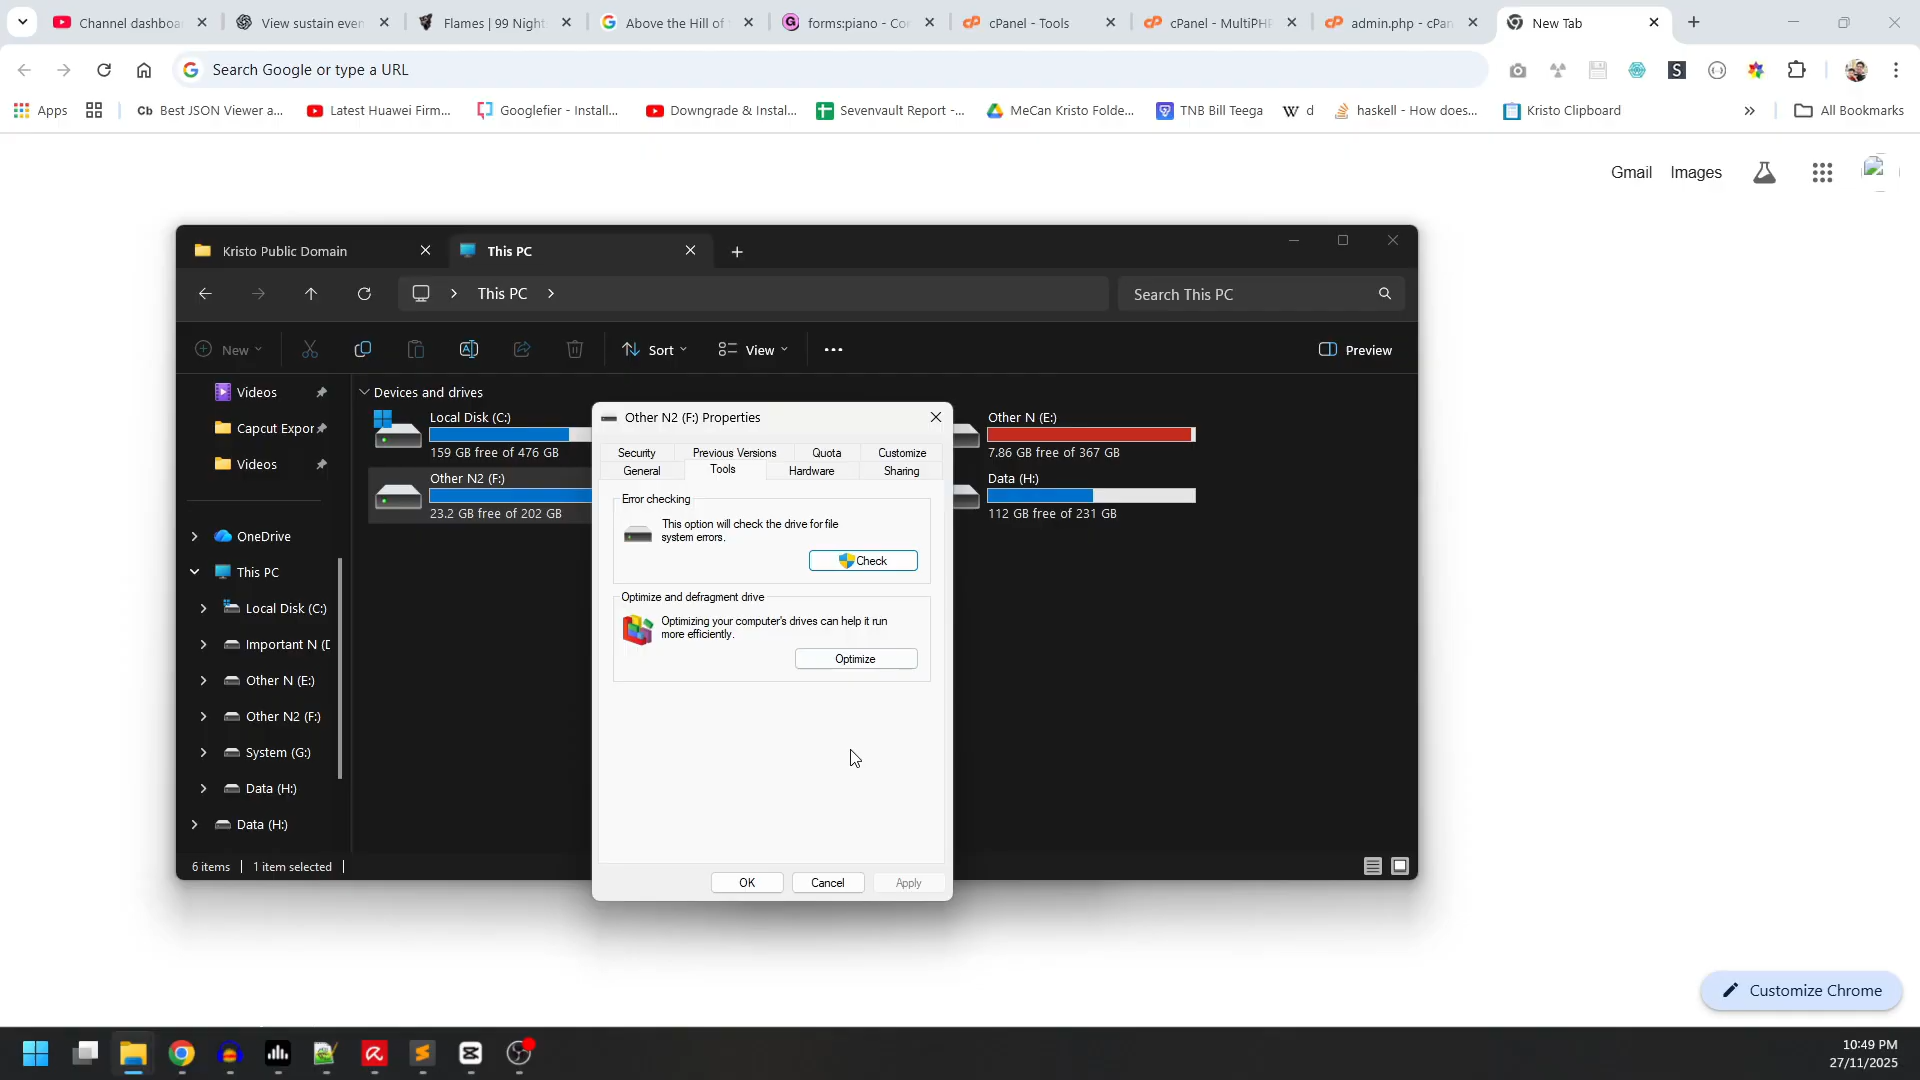 Channel dashboa
View sustain even
Flames | 99 Night
Above the Hill of
forms:piano - Co
cPanel - Tools
cPanel - MultiPHP
admin.php - cPan
New Tab
Search Google or type a URL
Apps
Best JSON Viewer a...
Latest Huawei Firm...
Googlefier - Install...
Downgrade & Instal...
Sevenvault Report -...
MeCan Kristo Folde...
TNB Bill Teega
d
haskell - How does...
Kristo Clipboard
All Bookmarks
Gmail
Images
Kristo Public Domain
This PC
This PC
Search This PC
New
Sort
View
Preview
Videos
Capcut Expor
Videos
OneDrive
This PC
Local Disk (C:)
Important N (D
Other N (E:)
Other N2 (F:)
System (G:)
Data (H:)
Data (H:)
Devices and drives
Local Disk (C:)
159 GB free of 476 GB
Other N2 (F:)
23.2 GB free of 202 GB
Other N (E:)
7.86 GB free of 367 GB
Data (H:)
112 GB free of 231 GB
Other N2 (F:) Properties
Security
Previous Versions
Quota
Customize
General
Tools
Hardware
Sharing
Error checking
This option will check the drive for file
system errors.
Check
Optimize and defragment drive
Optimizing your computer's drives can help it run
more efficiently.
Optimize
OK
Cancel
Apply
6 items
1 item selected
Customize Chrome
10:49 PM
27/11/2025